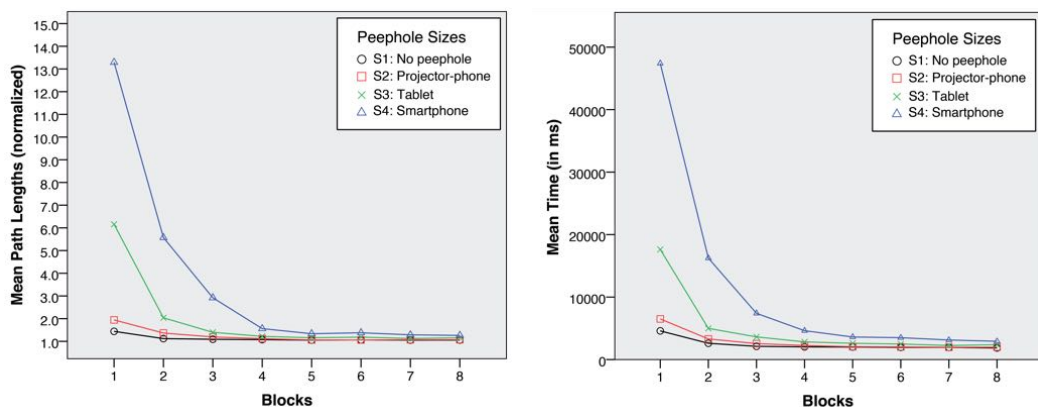 15.0
14.0
13.0
12.0
11.0
10.0
9.0
8.0
7.0
6.0
5.0
4.0
3.0
2.0
1.0
Mean Path Lengths (normalized)
Peephole Sizes
S1: No peephole
S2: Projector-phone
S3: Tablet
S4: Smartphone
1 2 3 4 5 6 7 8
Blocks
50000
40000
30000
20000
10000
0
Mean Time (in ms)
Peephole Sizes
S1: No peephole
S2: Projector-phone
S3: Tablet
S4: Smartphone
1 2 3 4 5 6 7 8
Blocks